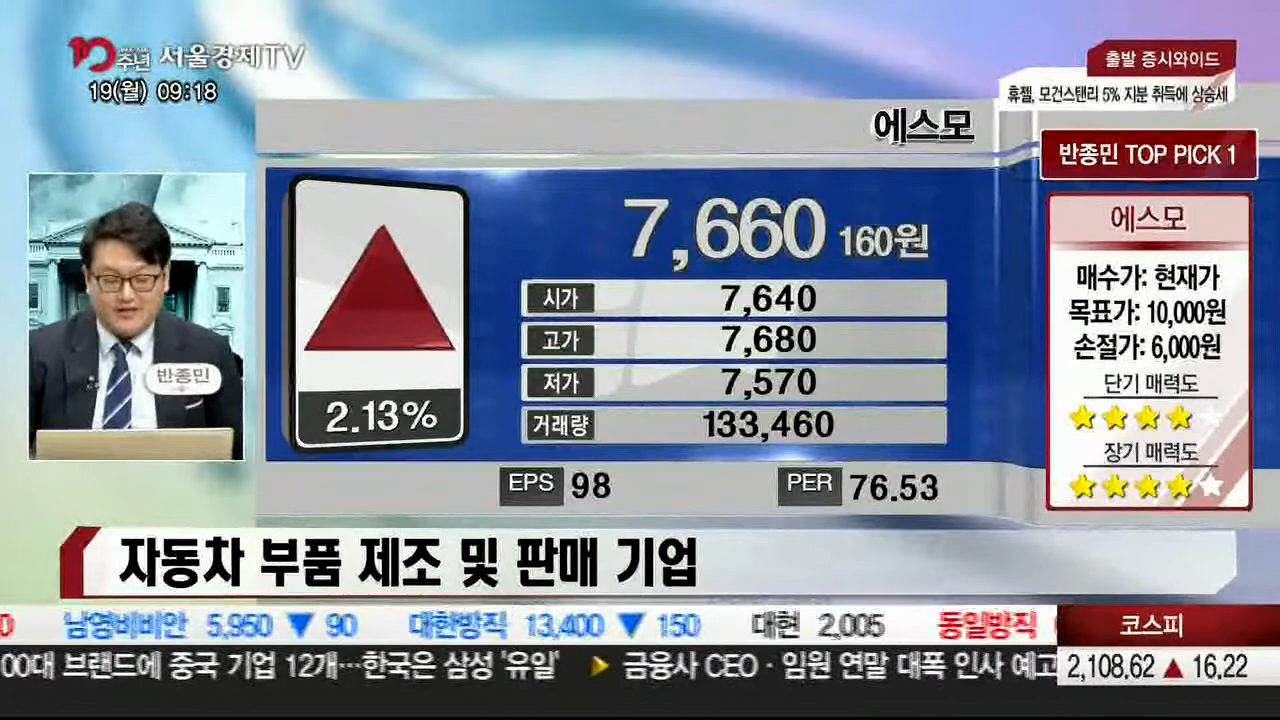 10주년 서울경제TV
19(월) 09:18
출발 증시와이드
휴젤, 모건스탠리 5% 지분 취득에 상승세
에스모
반종민 TOP PICK 1
7,660 160원
시가 7,640
고가 7,680
저가 7,570
거래량 133,460
2.13%
EPS 98
PER 76.53
반종민
에스모
매수가: 현재가
목표가: 10,000원
손절가: 6,000원
단기 매력도
장기 매력도
자동차 부품 제조 및 판매 기업
남영비비안 5,950 ▼ 90 대한방직 13,400 ▼ 150 대현 2,005 동일방직
코스피
00대 브랜드에 중국 기업 12개…한국은 삼성 '유일' ▶ 금융사 CEO·임원 연말 대폭 인사 예고
2,108.62 ▲ 16.22